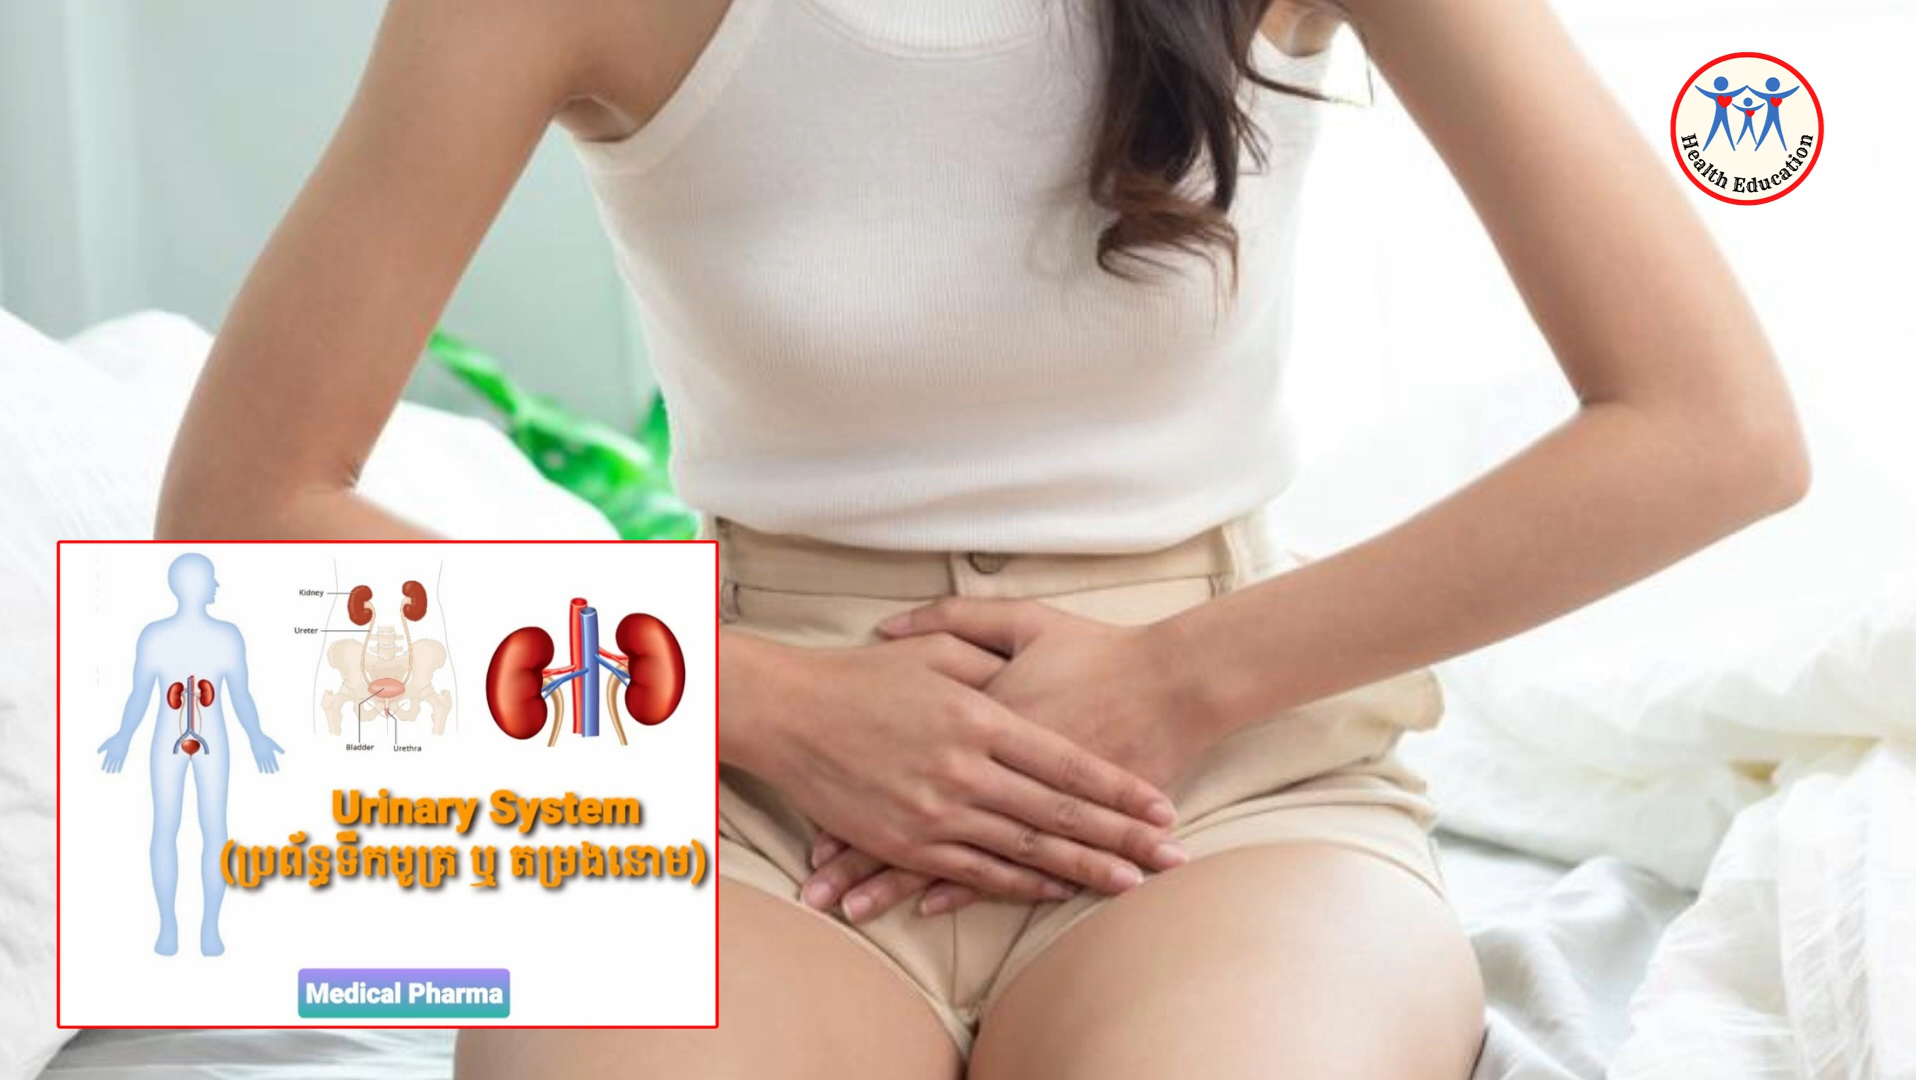 Health Education
Kidney
Ureter
Bladder
Urethra
Urinary System
(ប្រព័ន្ធទឹកមូត្រ ឬ តម្រងនោម)
Medical Pharma